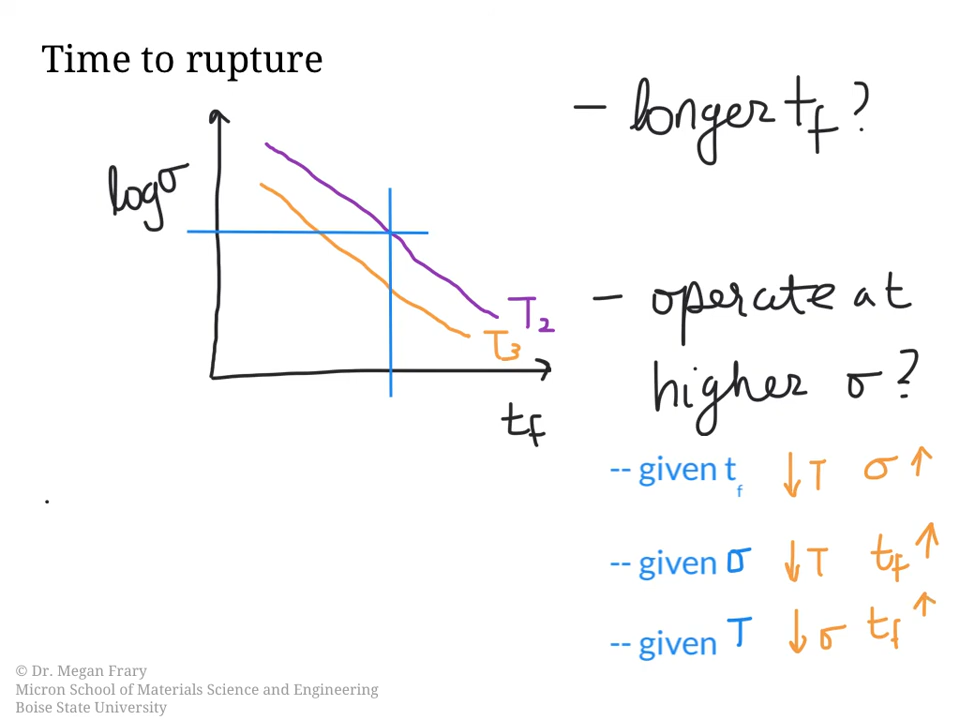 Time to rupture
- longer tf?
log σ
- operate at
T2
T3
higher σ?
tf
-- given tf ↓T σ↑
-- given σ ↓T tf↑
-- given T ↓σ tf↑
© Dr. Megan Frary
Micron School of Materials Science and Engineering
Boise State University